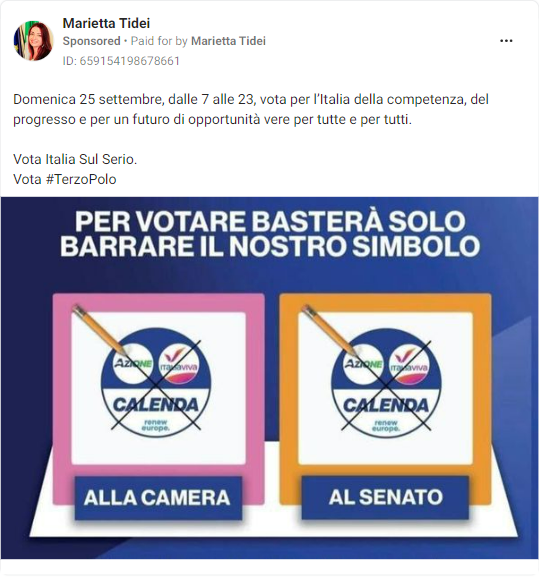 Marietta Tidei
Sponsored • Paid for by Marietta Tidei
ID: 659154198678661
Domenica 25 settembre, dalle 7 alle 23, vota per l'Italia della competenza, del
progresso e per un futuro di opportunità vere per tutte e per tutti.
Vota Italia Sul Serio.
Vota #TerzoPolo
PER VOTARE BASTERÀ SOLO
BARRARE IL NOSTRO SIMBOLO
AZIONE
ITALIAVIVA
CALENDA
renew
europe.
ALLA CAMERA
AZIONE
ITALIAVIVA
CALENDA
renew
europe.
AL SENATO